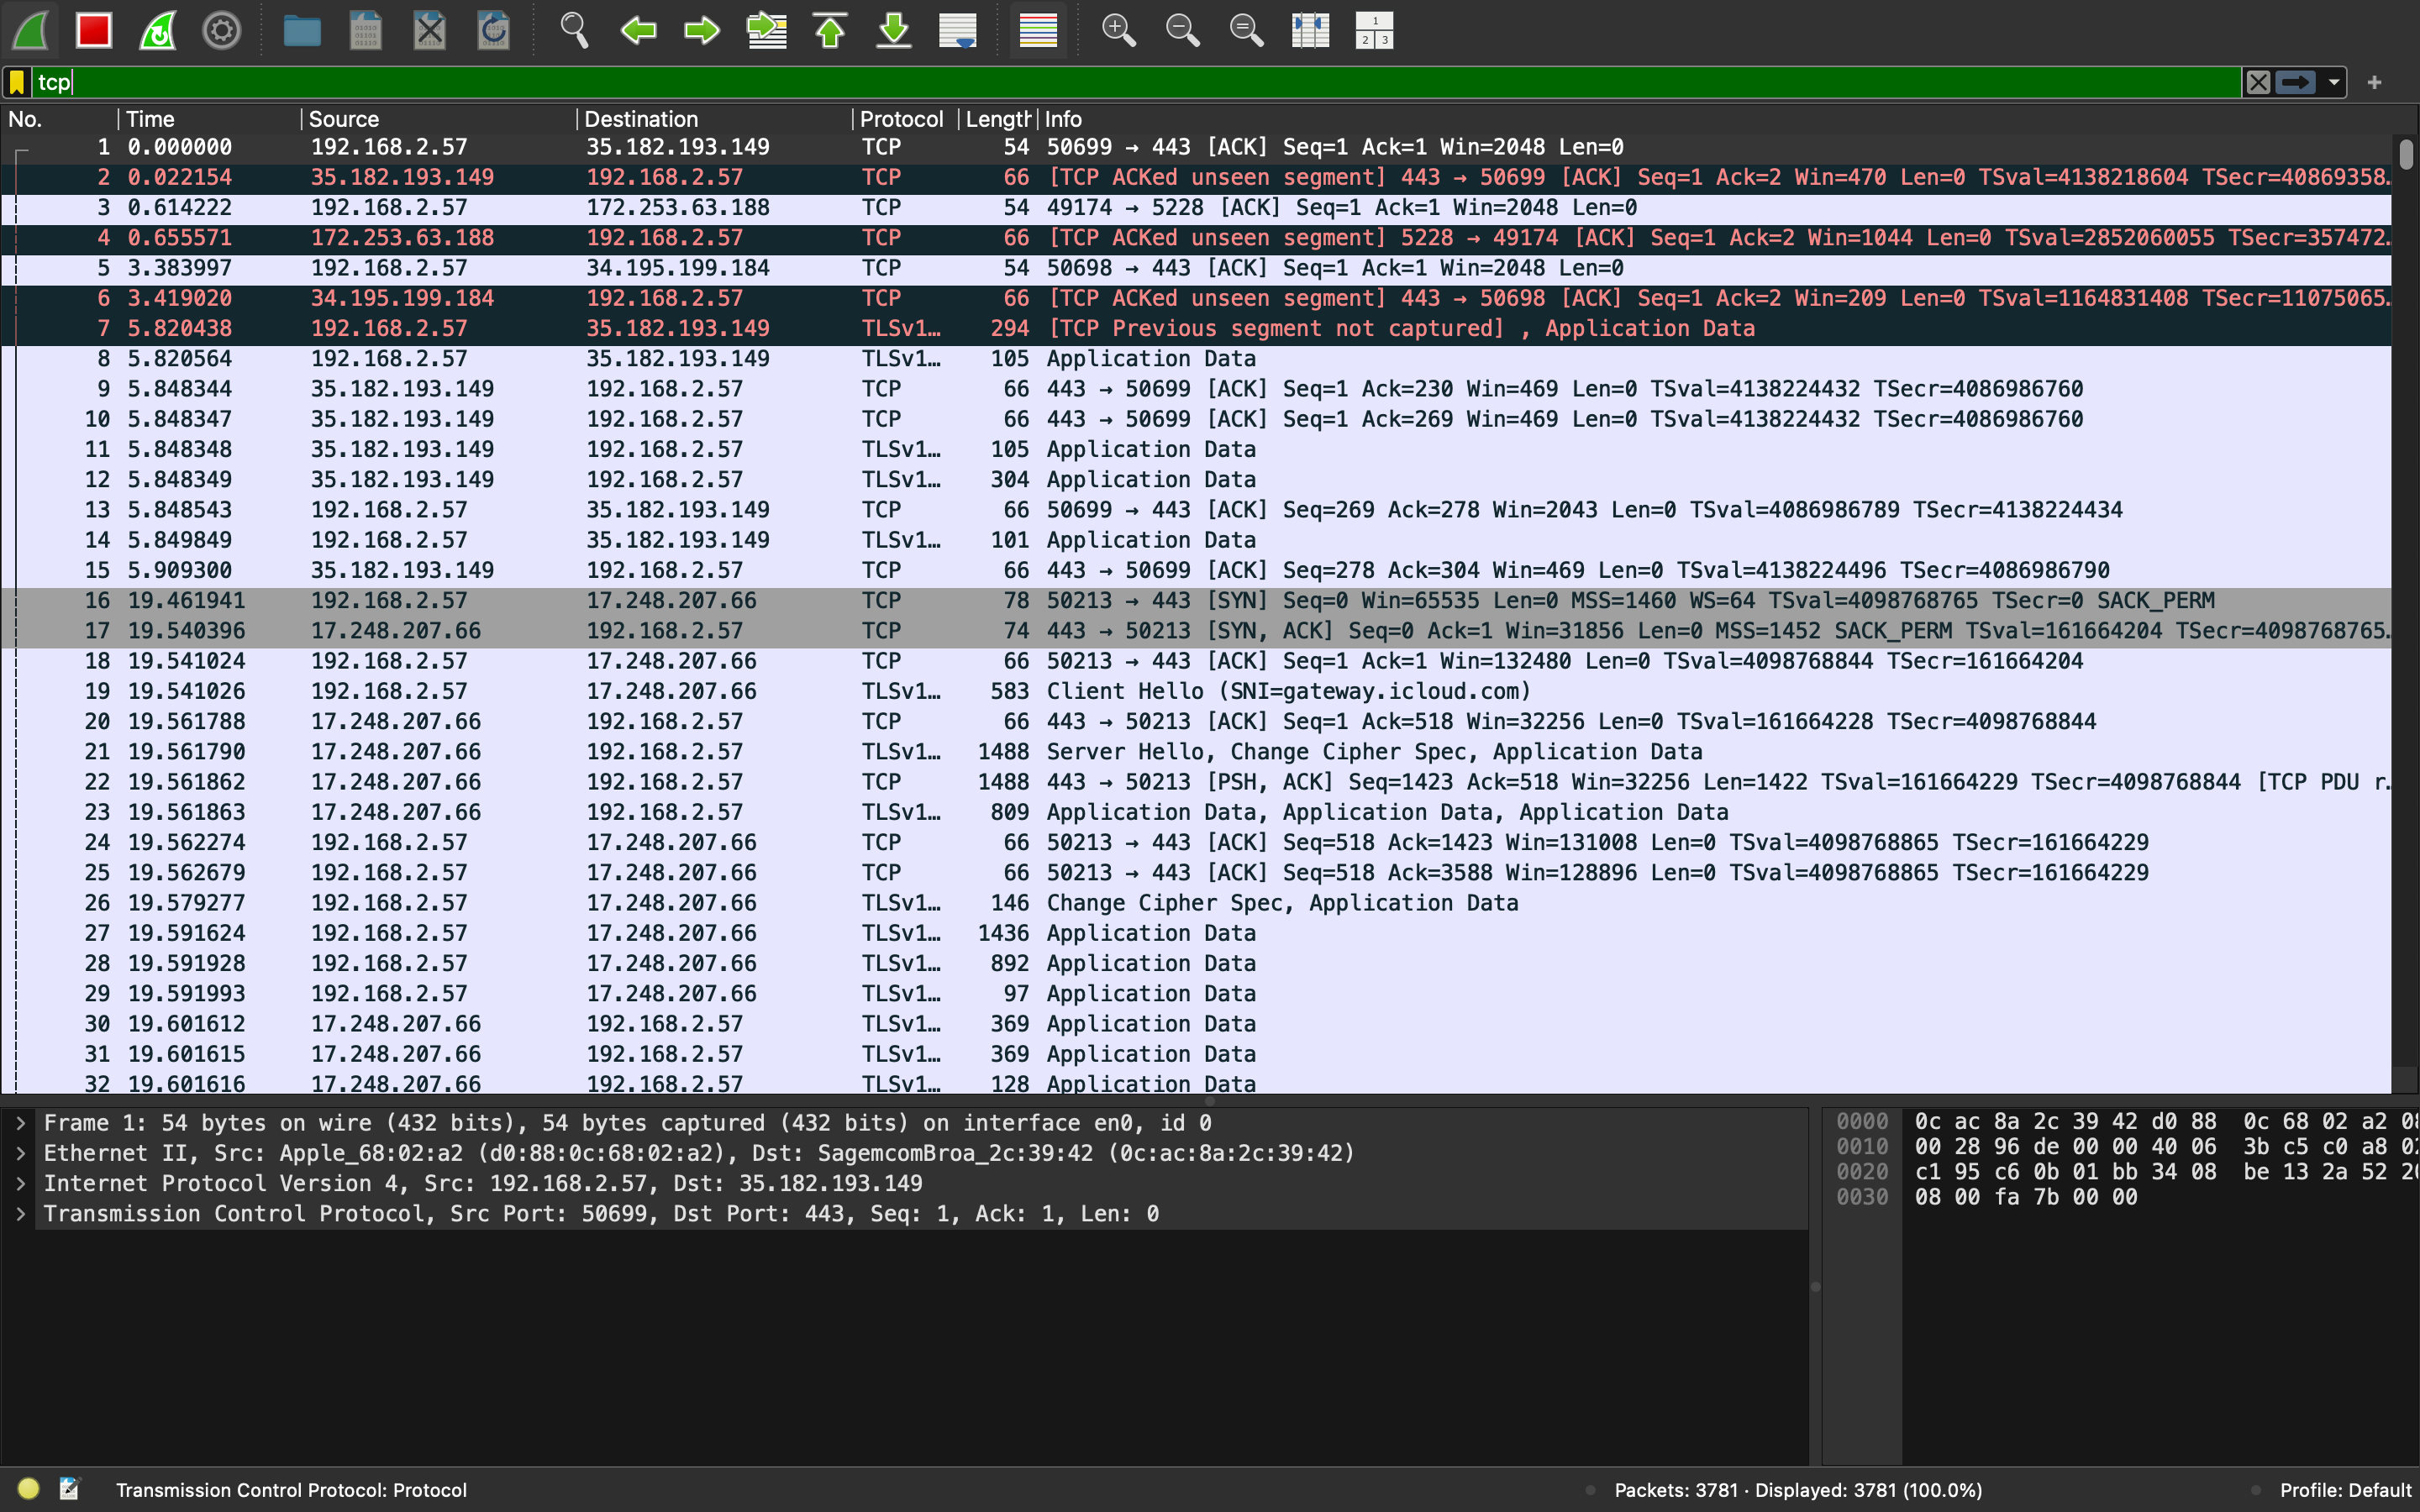 tcp
No. Time Source Destination Protocol Length Info
1 0.000000 192.168.2.57 35.182.193.149 TCP 54 50699 → 443 [ACK] Seq=1 Ack=1 Win=2048 Len=0
2 0.022154 35.182.193.149 192.168.2.57 TCP 66 [TCP ACKed unseen segment] 443 → 50699 [ACK] Seq=1 Ack=2 Win=470 Len=0 TSval=4138218604 TSecr=40869358…
3 0.614222 192.168.2.57 172.253.63.188 TCP 54 49174 → 5228 [ACK] Seq=1 Ack=1 Win=2048 Len=0
4 0.655571 172.253.63.188 192.168.2.57 TCP 66 [TCP ACKed unseen segment] 5228 → 49174 [ACK] Seq=1 Ack=2 Win=1044 Len=0 TSval=2852060055 TSecr=357472…
5 3.383997 192.168.2.57 34.195.199.184 TCP 54 50698 → 443 [ACK] Seq=1 Ack=1 Win=2048 Len=0
6 3.419020 34.195.199.184 192.168.2.57 TCP 66 [TCP ACKed unseen segment] 443 → 50698 [ACK] Seq=1 Ack=2 Win=209 Len=0 TSval=1164831408 TSecr=11075065…
7 5.820438 192.168.2.57 35.182.193.149 TLSv1… 294 [TCP Previous segment not captured] , Application Data
8 5.820564 192.168.2.57 35.182.193.149 TLSv1… 105 Application Data
9 5.848344 35.182.193.149 192.168.2.57 TCP 66 443 → 50699 [ACK] Seq=1 Ack=230 Win=469 Len=0 TSval=4138224432 TSecr=4086986760
10 5.848347 35.182.193.149 192.168.2.57 TCP 66 443 → 50699 [ACK] Seq=1 Ack=269 Win=469 Len=0 TSval=4138224432 TSecr=4086986760
11 5.848348 35.182.193.149 192.168.2.57 TLSv1… 105 Application Data
12 5.848349 35.182.193.149 192.168.2.57 TLSv1… 304 Application Data
13 5.848543 192.168.2.57 35.182.193.149 TCP 66 50699 → 443 [ACK] Seq=269 Ack=278 Win=2043 Len=0 TSval=4086986789 TSecr=4138224434
14 5.849849 192.168.2.57 35.182.193.149 TLSv1… 101 Application Data
15 5.909300 35.182.193.149 192.168.2.57 TCP 66 443 → 50699 [ACK] Seq=278 Ack=304 Win=469 Len=0 TSval=4138224496 TSecr=4086986790
16 19.461941 192.168.2.57 17.248.207.66 TCP 78 50213 → 443 [SYN] Seq=0 Win=65535 Len=0 MSS=1460 WS=64 TSval=4098768765 TSecr=0 SACK_PERM
17 19.540396 17.248.207.66 192.168.2.57 TCP 74 443 → 50213 [SYN, ACK] Seq=0 Ack=1 Win=31856 Len=0 MSS=1452 SACK_PERM TSval=161664204 TSecr=4098768765…
18 19.541024 192.168.2.57 17.248.207.66 TCP 66 50213 → 443 [ACK] Seq=1 Ack=1 Win=132480 Len=0 TSval=4098768844 TSecr=161664204
19 19.541026 192.168.2.57 17.248.207.66 TLSv1… 583 Client Hello (SNI=gateway.icloud.com)
20 19.561788 17.248.207.66 192.168.2.57 TCP 66 443 → 50213 [ACK] Seq=1 Ack=518 Win=32256 Len=0 TSval=161664228 TSecr=4098768844
21 19.561790 17.248.207.66 192.168.2.57 TLSv1… 1488 Server Hello, Change Cipher Spec, Application Data
22 19.561862 17.248.207.66 192.168.2.57 TCP 1488 443 → 50213 [PSH, ACK] Seq=1423 Ack=518 Win=32256 Len=1422 TSval=161664229 TSecr=4098768844 [TCP PDU r…
23 19.561863 17.248.207.66 192.168.2.57 TLSv1… 809 Application Data, Application Data, Application Data
24 19.562274 192.168.2.57 17.248.207.66 TCP 66 50213 → 443 [ACK] Seq=518 Ack=1423 Win=131008 Len=0 TSval=4098768865 TSecr=161664229
25 19.562679 192.168.2.57 17.248.207.66 TCP 66 50213 → 443 [ACK] Seq=518 Ack=3588 Win=128896 Len=0 TSval=4098768865 TSecr=161664229
26 19.579277 192.168.2.57 17.248.207.66 TLSv1… 146 Change Cipher Spec, Application Data
27 19.591624 192.168.2.57 17.248.207.66 TLSv1… 1436 Application Data
28 19.591928 192.168.2.57 17.248.207.66 TLSv1… 892 Application Data
29 19.591993 192.168.2.57 17.248.207.66 TLSv1… 97 Application Data
30 19.601612 17.248.207.66 192.168.2.57 TLSv1… 369 Application Data
31 19.601615 17.248.207.66 192.168.2.57 TLSv1… 369 Application Data
32 19.601616 17.248.207.66 192.168.2.57 TLSv1… 128 Application Data
Frame 1: 54 bytes on wire (432 bits), 54 bytes captured (432 bits) on interface en0, id 0
Ethernet II, Src: Apple_68:02:a2 (d0:88:0c:68:02:a2), Dst: SagemcomBroa_2c:39:42 (0c:ac:8a:2c:39:42)
Internet Protocol Version 4, Src: 192.168.2.57, Dst: 35.182.193.149
Transmission Control Protocol, Src Port: 50699, Dst Port: 443, Seq: 1, Ack: 1, Len: 0
0000 0c ac 8a 2c 39 42 d0 88 0c 68 02 a2
0010 00 28 96 de 00 00 40 06 3b c5 c0 a8
0020 c1 95 c6 0b 01 bb 34 08 be 13 2a 52
0030 08 00 fa 7b 00 00
Transmission Control Protocol: Protocol
Packets: 3781 · Displayed: 3781 (100.0%)
Profile: Default